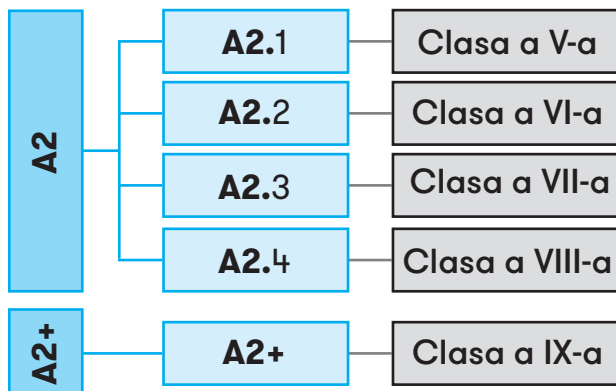 A2
A2.1
Clasa a V-a
A2.2
Clasa a VI-a
A2.3
Clasa a VII-a
A2.4
Clasa a VIII-a
A2+
A2+
Clasa a IX-a